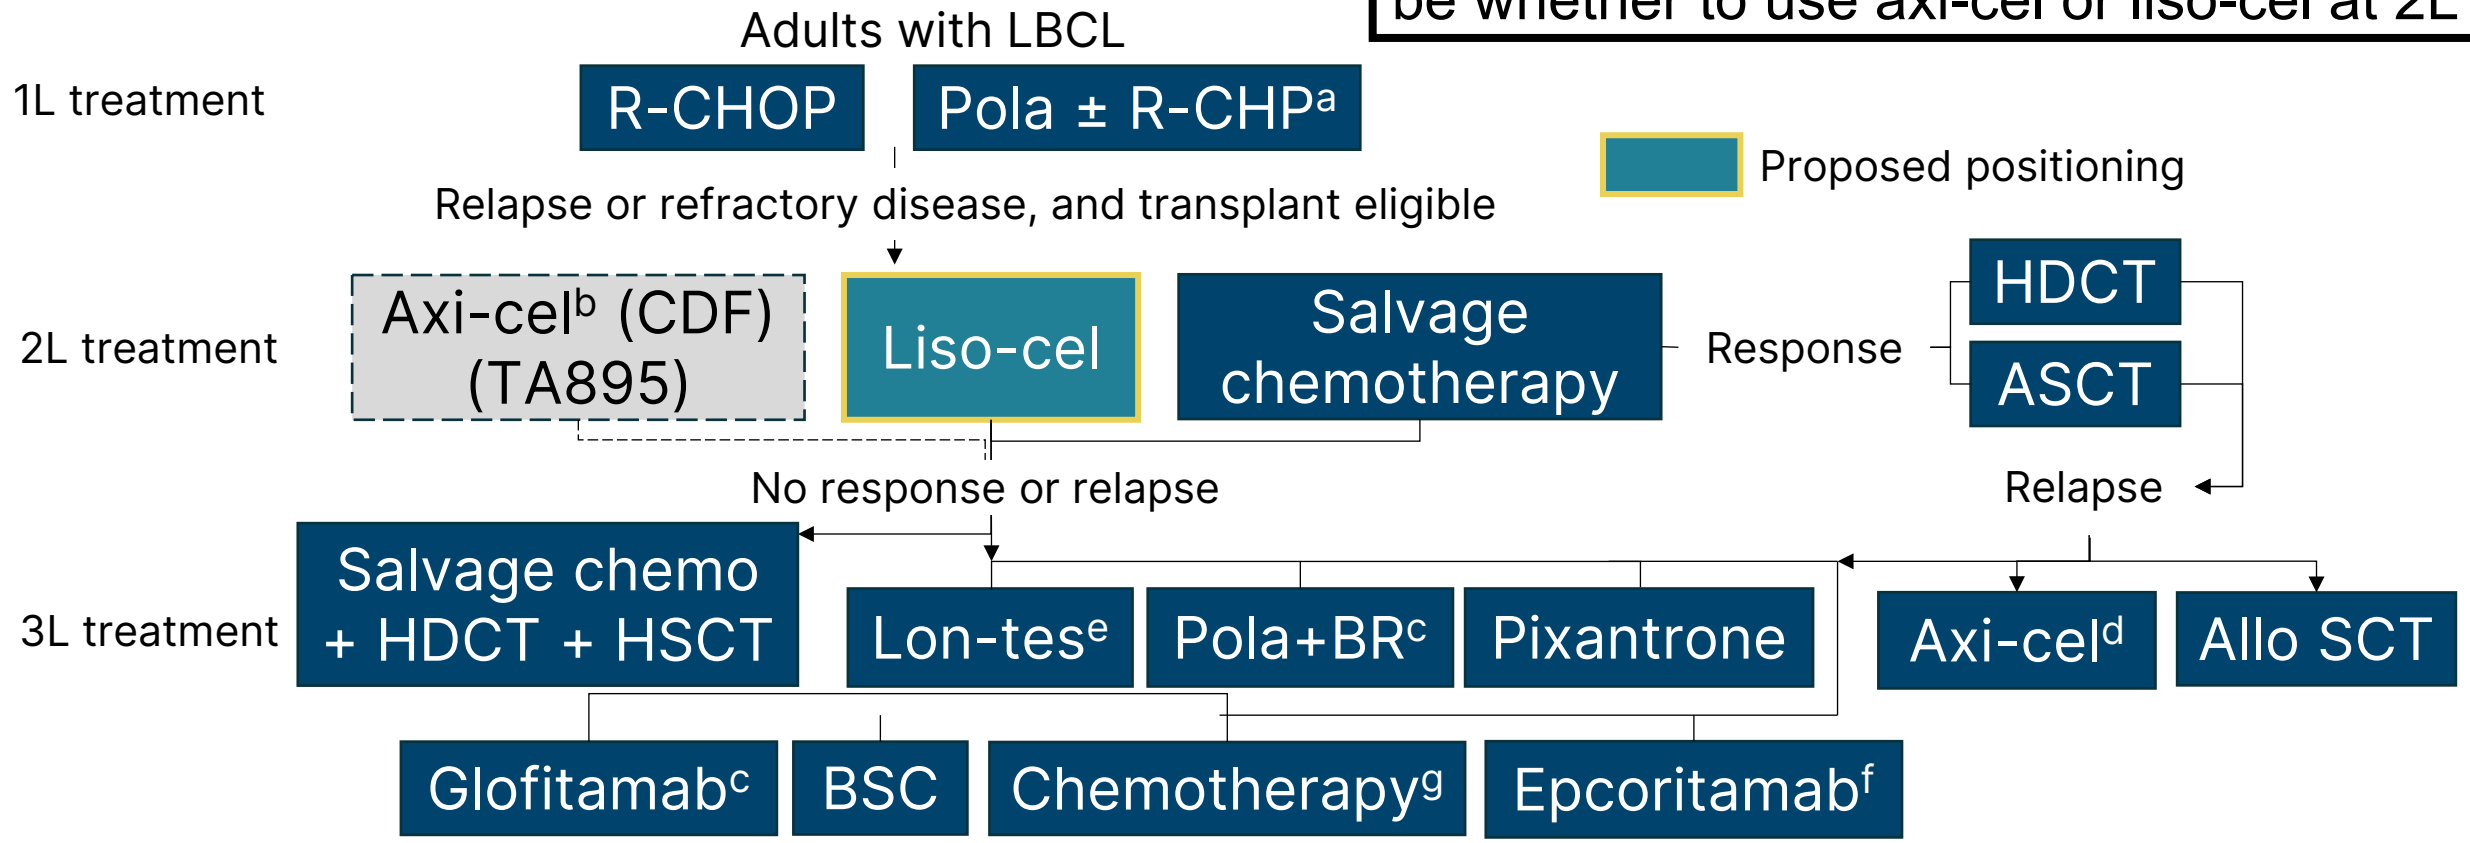 be whether to use axi-cel or liso-cel at 2L
Adults with LBCL
1L treatment
R-CHOP
Pola ± R-CHPᵃ
Proposed positioning
Relapse or refractory disease, and transplant eligible
2L treatment
Axi-celᵇ (CDF)
(TA895)
Liso-cel
Salvage
chemotherapy
Response
HDCT
ASCT
No response or relapse
Relapse
3L treatment
Salvage chemo
+ HDCT + HSCT
Lon-tesᵉ
Pola+BRᶜ
Pixantrone
Axi-celᵈ
Allo SCT
Glofitamabᶜ
BSC
Chemotherapyᵍ
Epcoritamabᶠ